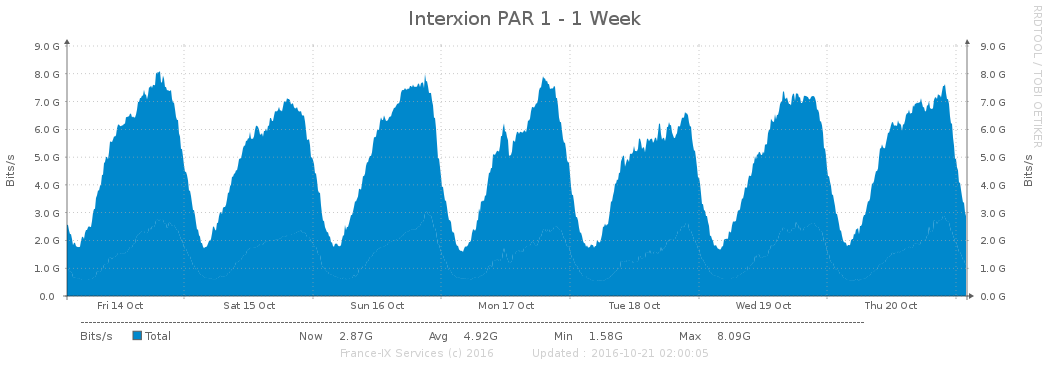 Interxion PAR 1 - 1 Week
RRDTOOL / TOBI OETIKER
Bits/s
9.0 G 9.0 G
8.0 G 8.0 G
7.0 G 7.0 G
6.0 G 6.0 G
5.0 G 5.0 G
4.0 G 4.0 G
3.0 G 3.0 G
2.0 G 2.0 G
1.0 G 1.0 G
0.0 0.0 G
Bits/s
Fri 14 Oct Sat 15 Oct Sun 16 Oct Mon 17 Oct Tue 18 Oct Wed 19 Oct Thu 20 Oct
Bits/s Total Now 2.87G Avg 4.92G Min 1.58G Max 8.09G
France-IX Services (c) 2016 Updated : 2016-10-21 02:00:05